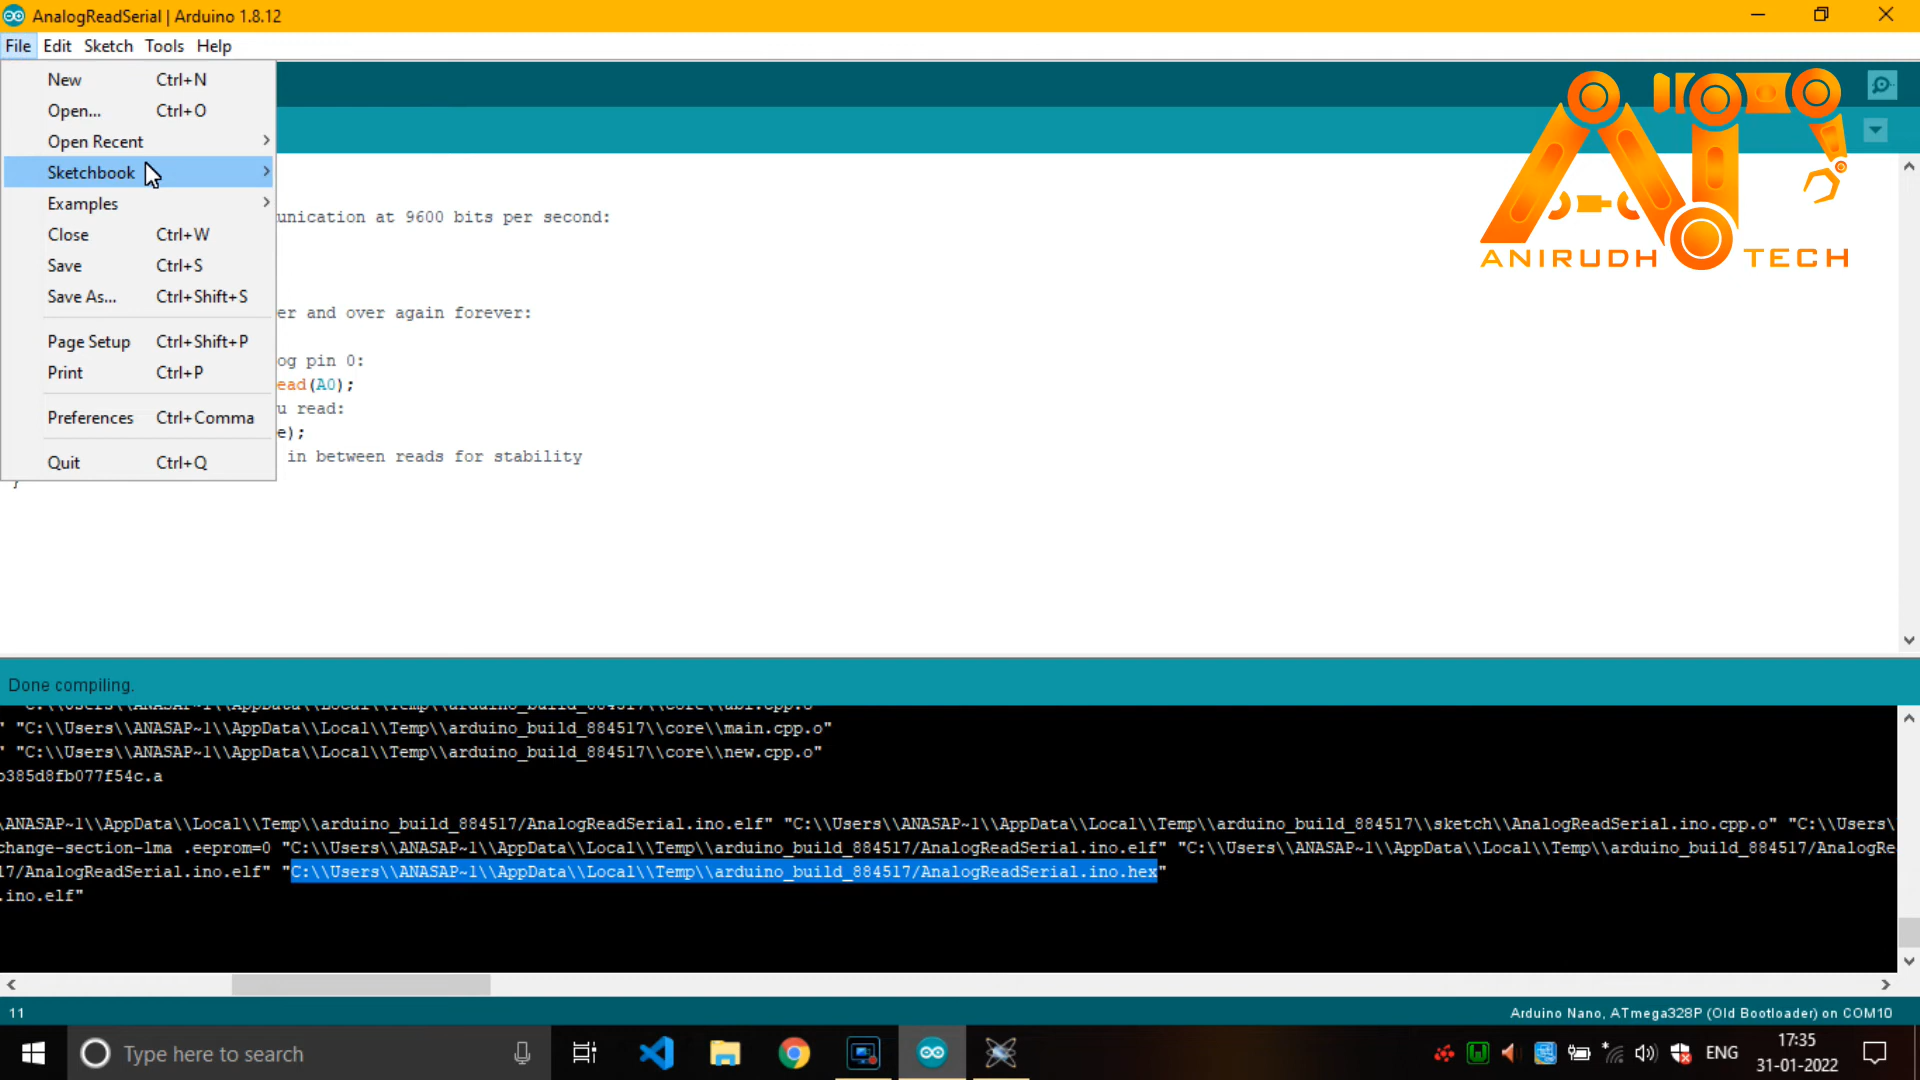 AnalogReadSerial | Arduino 1.8.12
File Edit Sketch Tools Help
New Ctrl+N
Open... Ctrl+O
Open Recent
Sketchbook
Examples
Close Ctrl+W
Save Ctrl+S
Save As... Ctrl+Shift+S
Page Setup Ctrl+Shift+P
Print Ctrl+P
Preferences Ctrl+Comma
Quit Ctrl+Q
unication at 9600 bits per second:
er and over again forever:
og pin 0:
ead(A0);
u read:
e);
in between reads for stability
}
ANIRUDH TECH
Done compiling.
" "C:\\Users\\ANASAP~1\\AppData\\Local\\Temp\\arduino_build_884517\\core\\main.cpp.o"
" "C:\\Users\\ANASAP~1\\AppData\\Local\\Temp\\arduino_build_884517\\core\\new.cpp.o"
b385d8fb077f54c.a
\ANASAP~1\\AppData\\Local\\Temp\\arduino_build_884517/AnalogReadSerial.ino.elf" "C:\\Users\\ANASAP~1\\AppData\\Local\\Temp\\arduino_build_884517\\sketch\\AnalogReadSerial.ino.cpp.o" "C:\\Users\
change-section-lma .eeprom=0 "C:\\Users\\ANASAP~1\\AppData\\Local\\Temp\\arduino_build_884517/AnalogReadSerial.ino.elf" "C:\\Users\\ANASAP~1\\AppData\\Local\\Temp\\arduino_build_884517/AnalogRe
17/AnalogReadSerial.ino.elf" "C:\\Users\\ANASAP~1\\AppData\\Local\\Temp\\arduino_build_884517/AnalogReadSerial.ino.hex"
.ino.elf"
11
Arduino Nano, ATmega328P (Old Bootloader) on COM10
Type here to search
ENG
17:35
31-01-2022